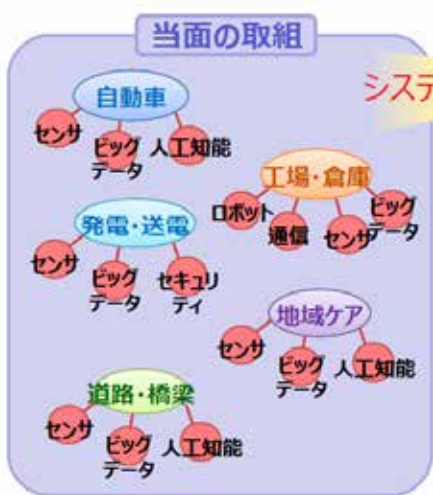 当面の取組
システ
自動車
センサ
ビッグ
データ
人工知能
工場・倉庫
ロボット
通信
センサ
ビッグ
データ
発電・送電
センサ
ビッグ
データ
セキュリ
ティ
地域ケア
センサ
ビッグ
データ
人工知能
道路・橋梁
センサ
ビッグ
データ
人工知能